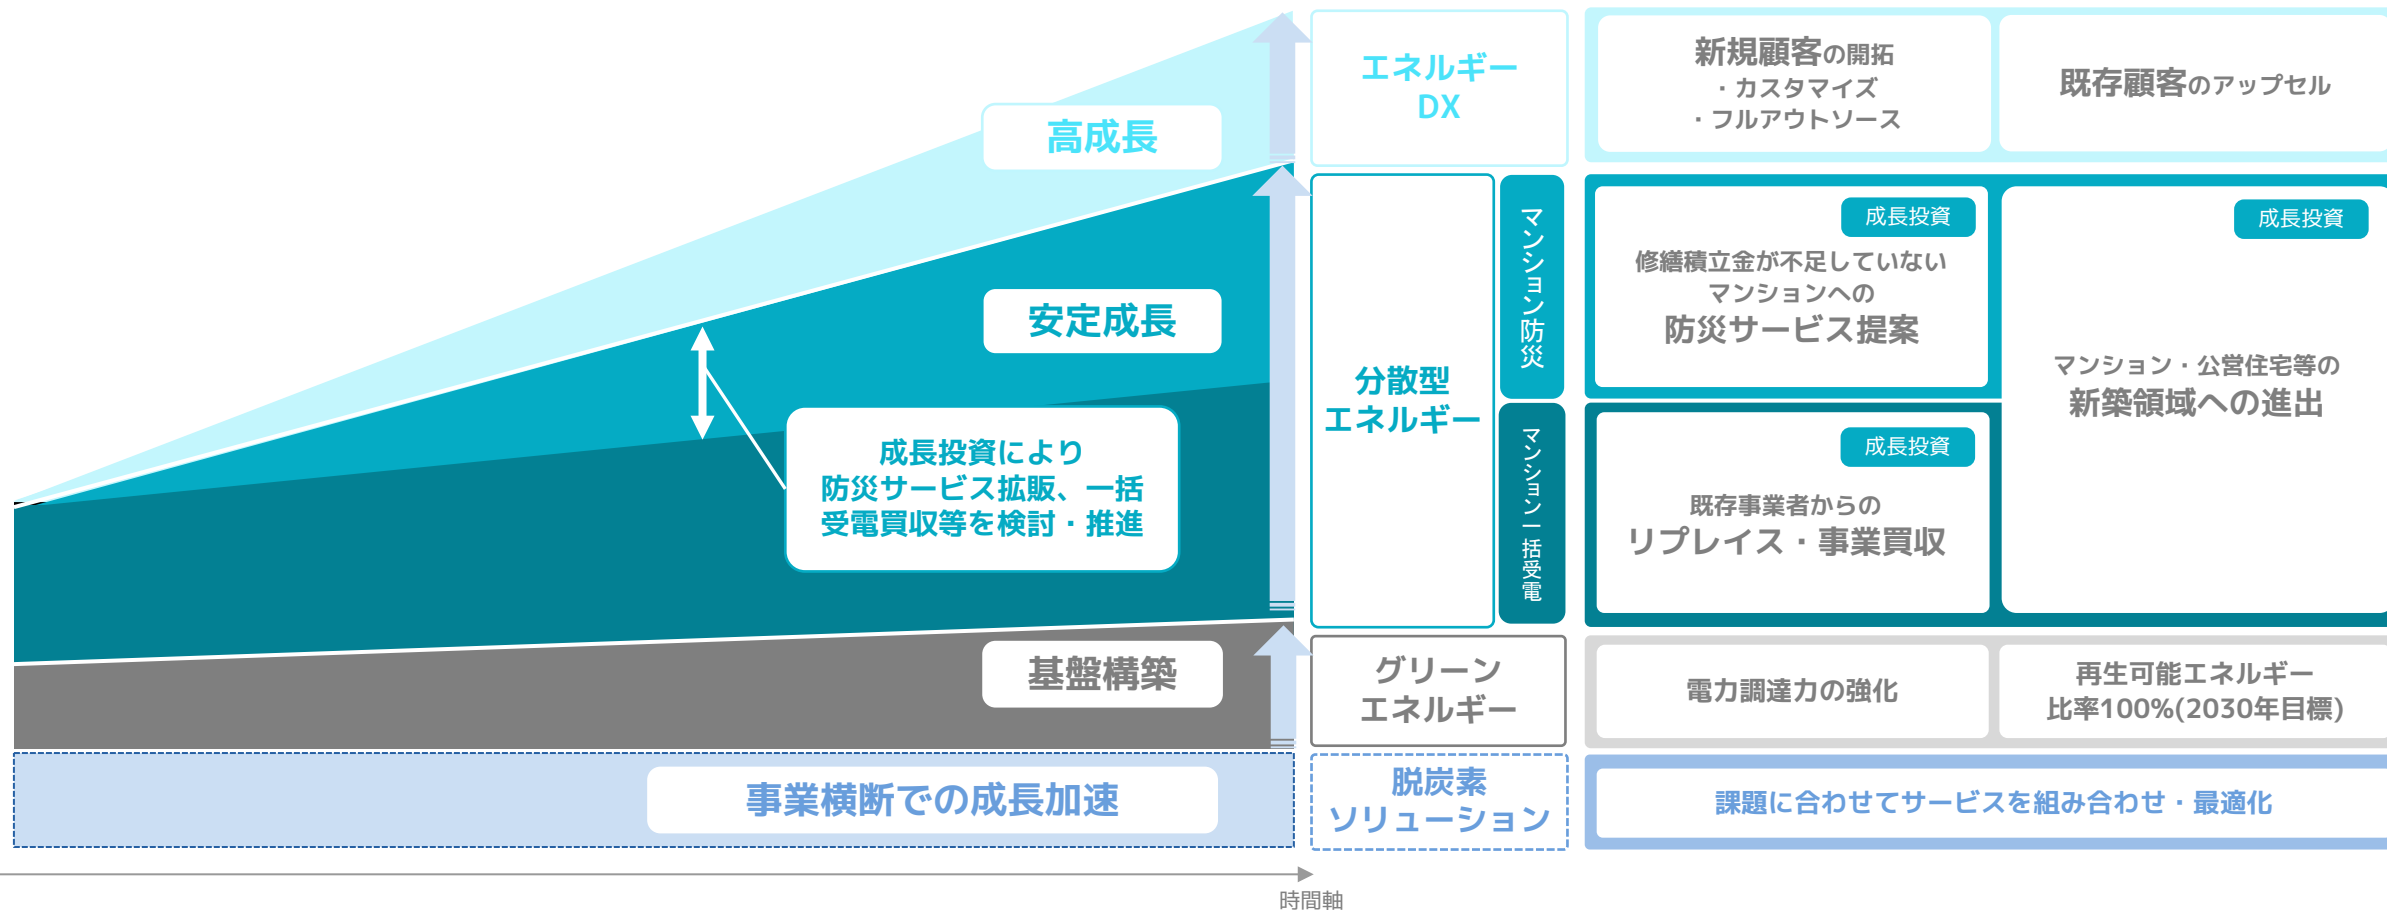 高成長
安定成長
成長投資により
防災サービス拡販、一括
受電買収等を検討・推進
基盤構築
事業横断での成長加速
時間軸
エネルギー
DX
新規顧客の開拓
・カスタマイズ
・フルアウトソース
既存顧客のアップセル
分散型
エネルギー
マンション防災
マンション一括受電
成長投資
修繕積立金が不足していない
マンションへの
防災サービス提案
成長投資
既存事業者からの
リプレイス・事業買収
成長投資
マンション・公営住宅等の
新築領域への進出
グリーン
エネルギー
電力調達力の強化
再生可能エネルギー
比率100%(2030年目標)
脱炭素
ソリューション
課題に合わせてサービスを組み合わせ・最適化